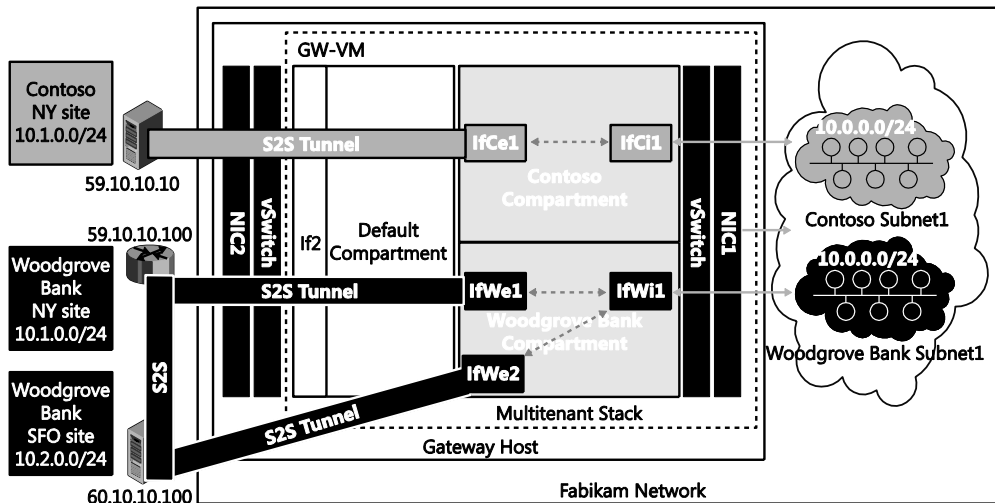 GW-VM
Contoso
NY site
10.1.0.0/24
59.10.10.10
S2S Tunnel
IfCe1
IfCi1
Contoso
Compartment
10.0.0.0/24
Contoso Subnet1
NIC2
vSwitch
If2
Default
Compartment
vSwitch
NIC1
59.10.10.100
Woodgrove
Bank
NY site
10.1.0.0/24
S2S Tunnel
IfWe1
IfWi1
Woodgrove Bank
Compartment
10.0.0.0/24
Woodgrove Bank Subnet1
S2S
IfWe2
S2S Tunnel
Woodgrove
Bank
SFO site
10.2.0.0/24
60.10.10.100
Multitenant Stack
Gateway Host
Fabikam Network